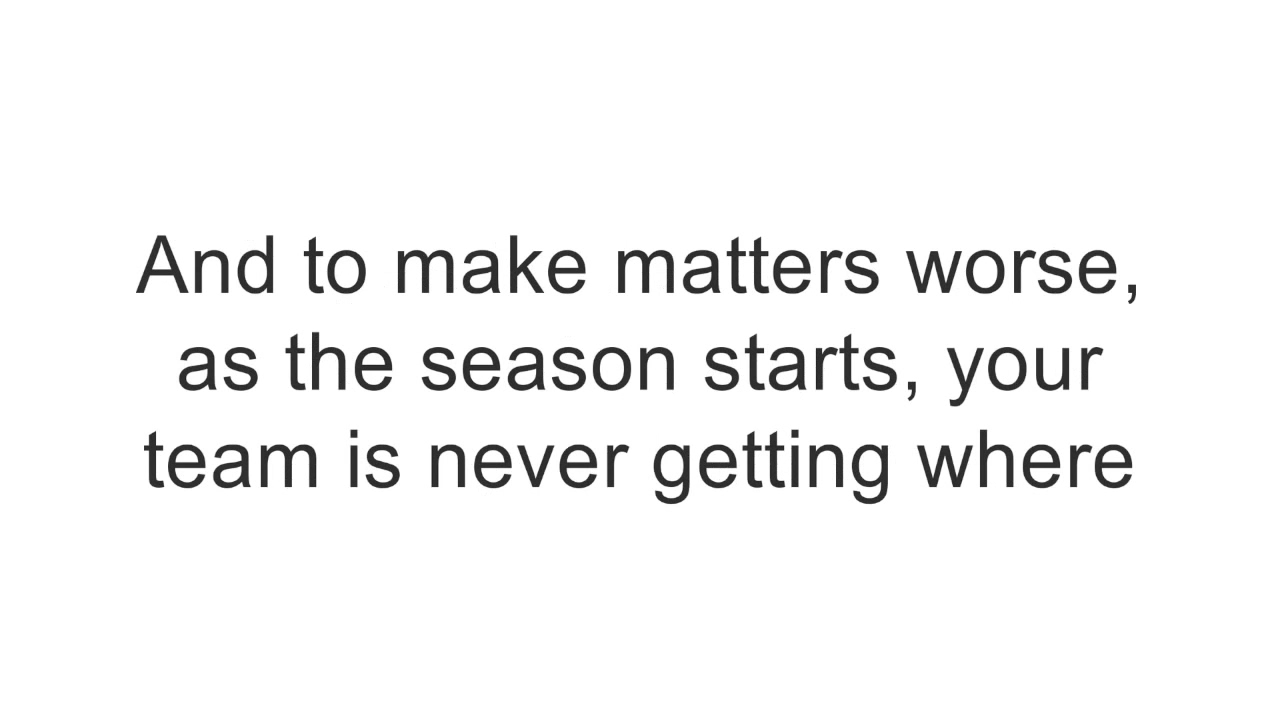 And to make matters worse,
as the season starts, your
team is never getting where